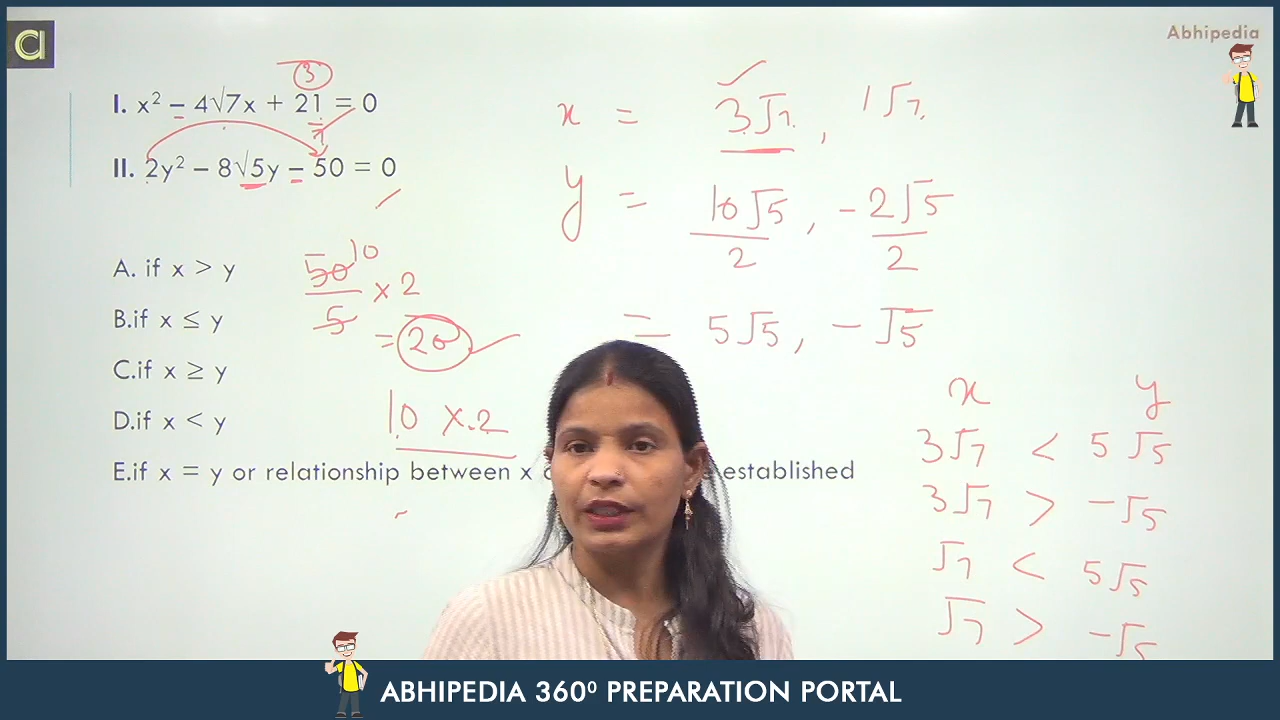 a
Abhipedia
3
I. x² – 4√7x + 21 = 0
7
II. 2y² – 8√5y – 50 = 0
x = 3√7, 1√7
y = 10√5/2, -2√5/2
= 5√5, -√5
A. if x > y
B.if x ≤ y
C.if x ≥ y
D.if x < y
E.if x = y or relationship between x established
50/5 10 × 2
= 20
10 × 2
x y
3√7 < 5√5
3√7 > -√5
√7 < 5√5
√7 > -√5
ABHIPEDIA 360⁰ PREPARATION PORTAL